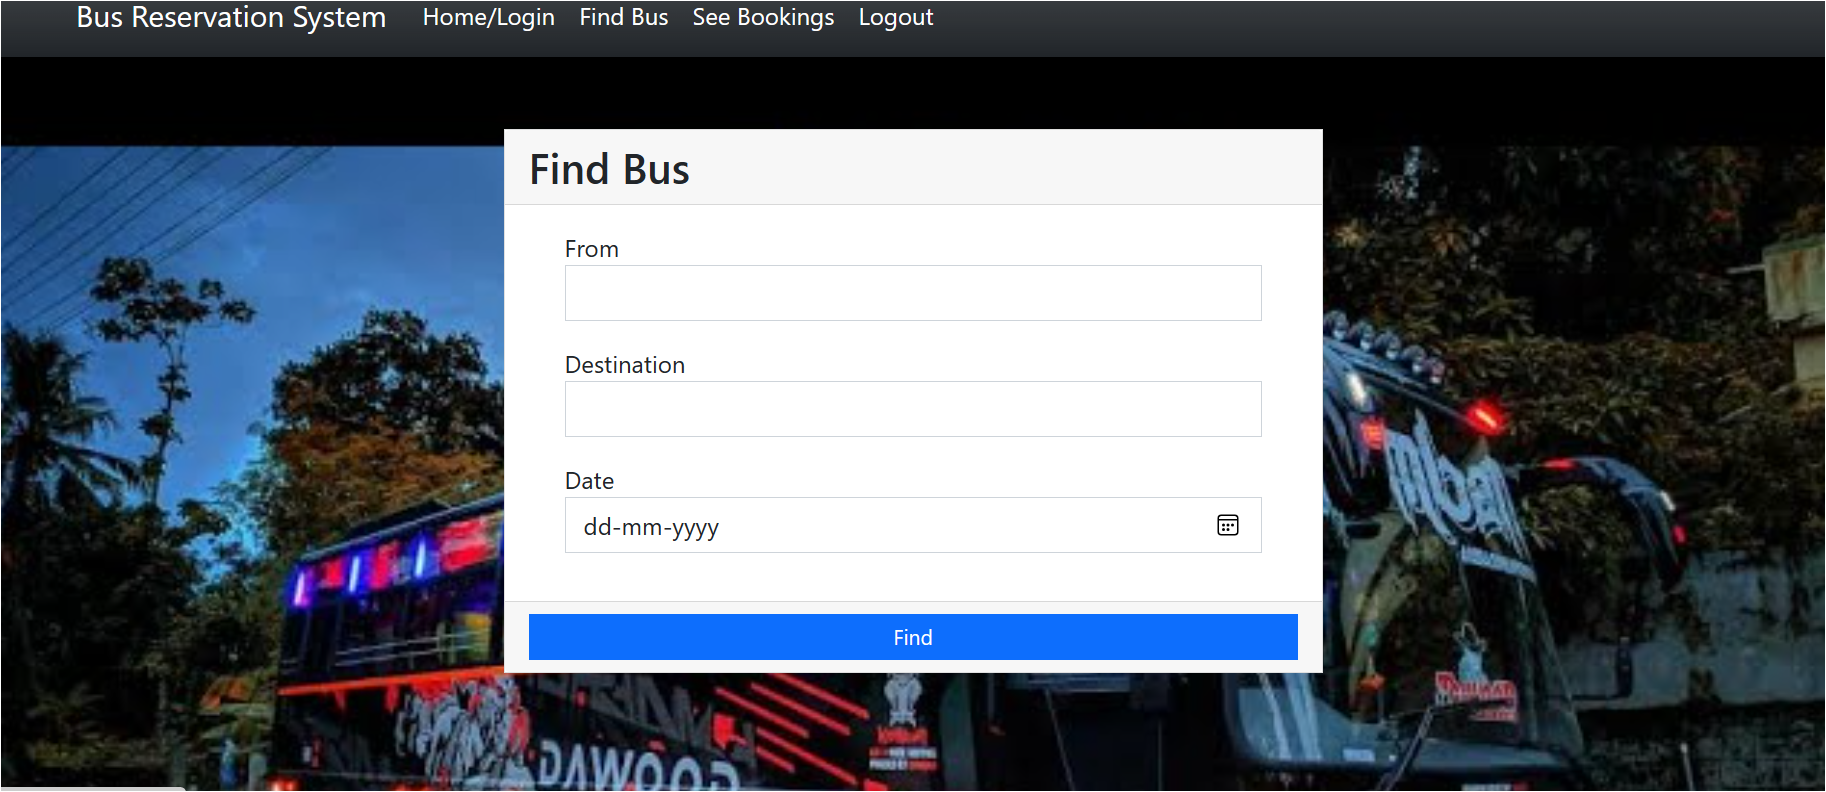 Bus Reservation System Home/Login Find Bus See Bookings Logout
Find Bus
From
Destination
Date
dd-mm-yyyy
Find
DAWOOD